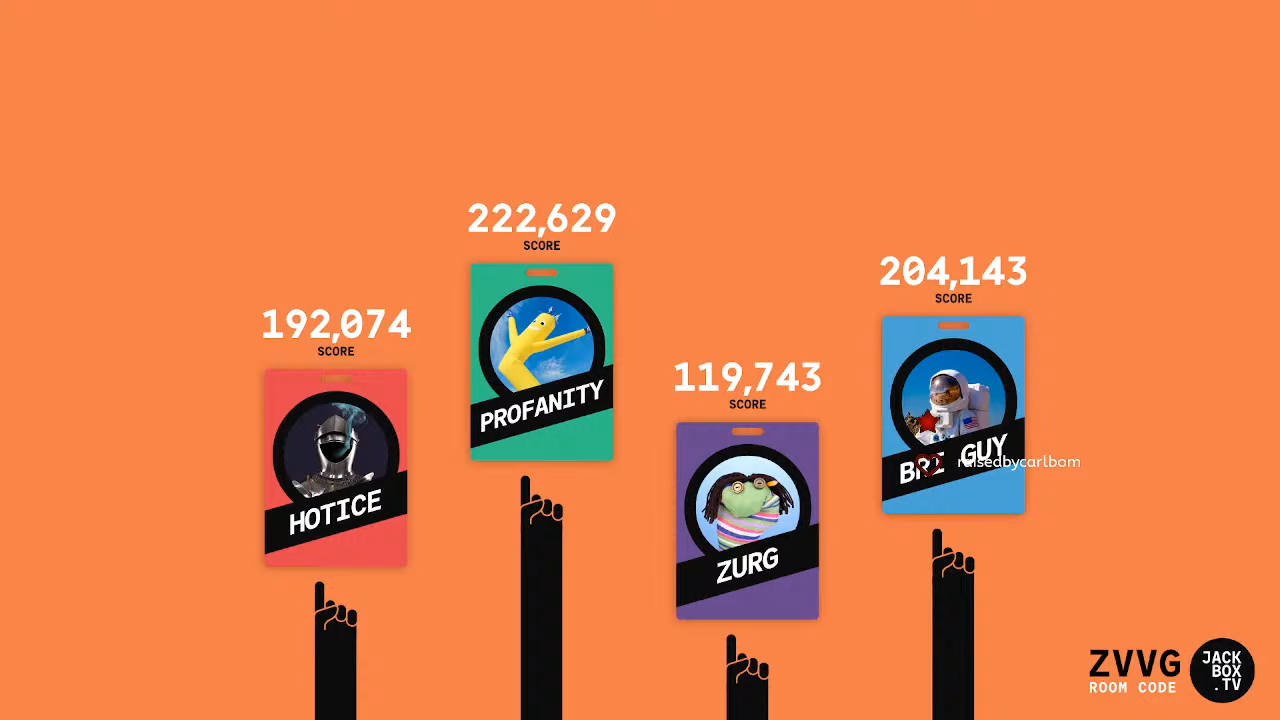 222,629
SCORE
204,143
SCORE
192,074
SCORE
119,743
SCORE
PROFANITY
BRE GUY
raisedbycarlbom
HOTICE
ZURG
ZVVG
ROOM CODE
JACK
BOX
.TV